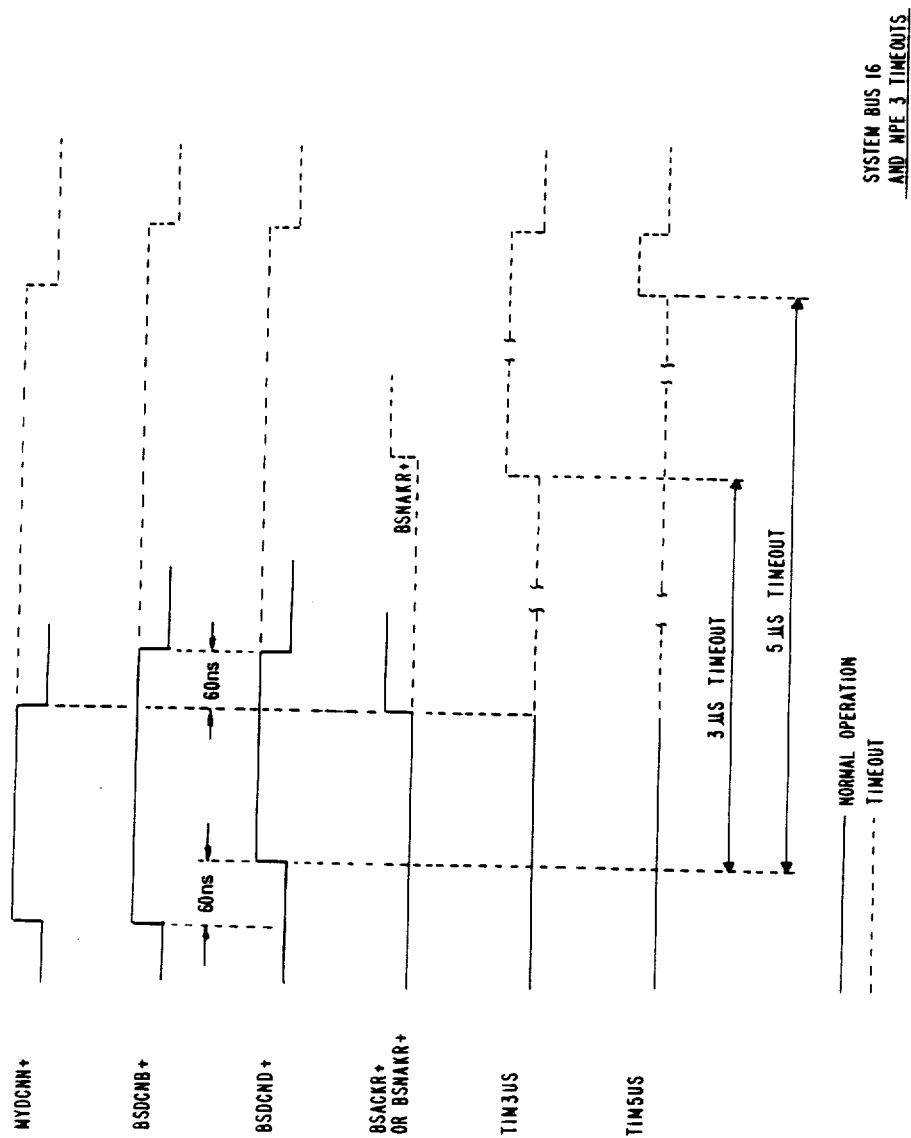 MYDCNN+
BSDCNB+
60ns
60ns
BSDCND+
BSACKR+
OR BSNAKR+
BSNAKR+
TIM3US
TIM5US
3 µS TIMEOUT
5 µS TIMEOUT
NORMAL OPERATION
TIMEOUT
SYSTEM BUS 16
AND NPE 3 TIMEOUTS